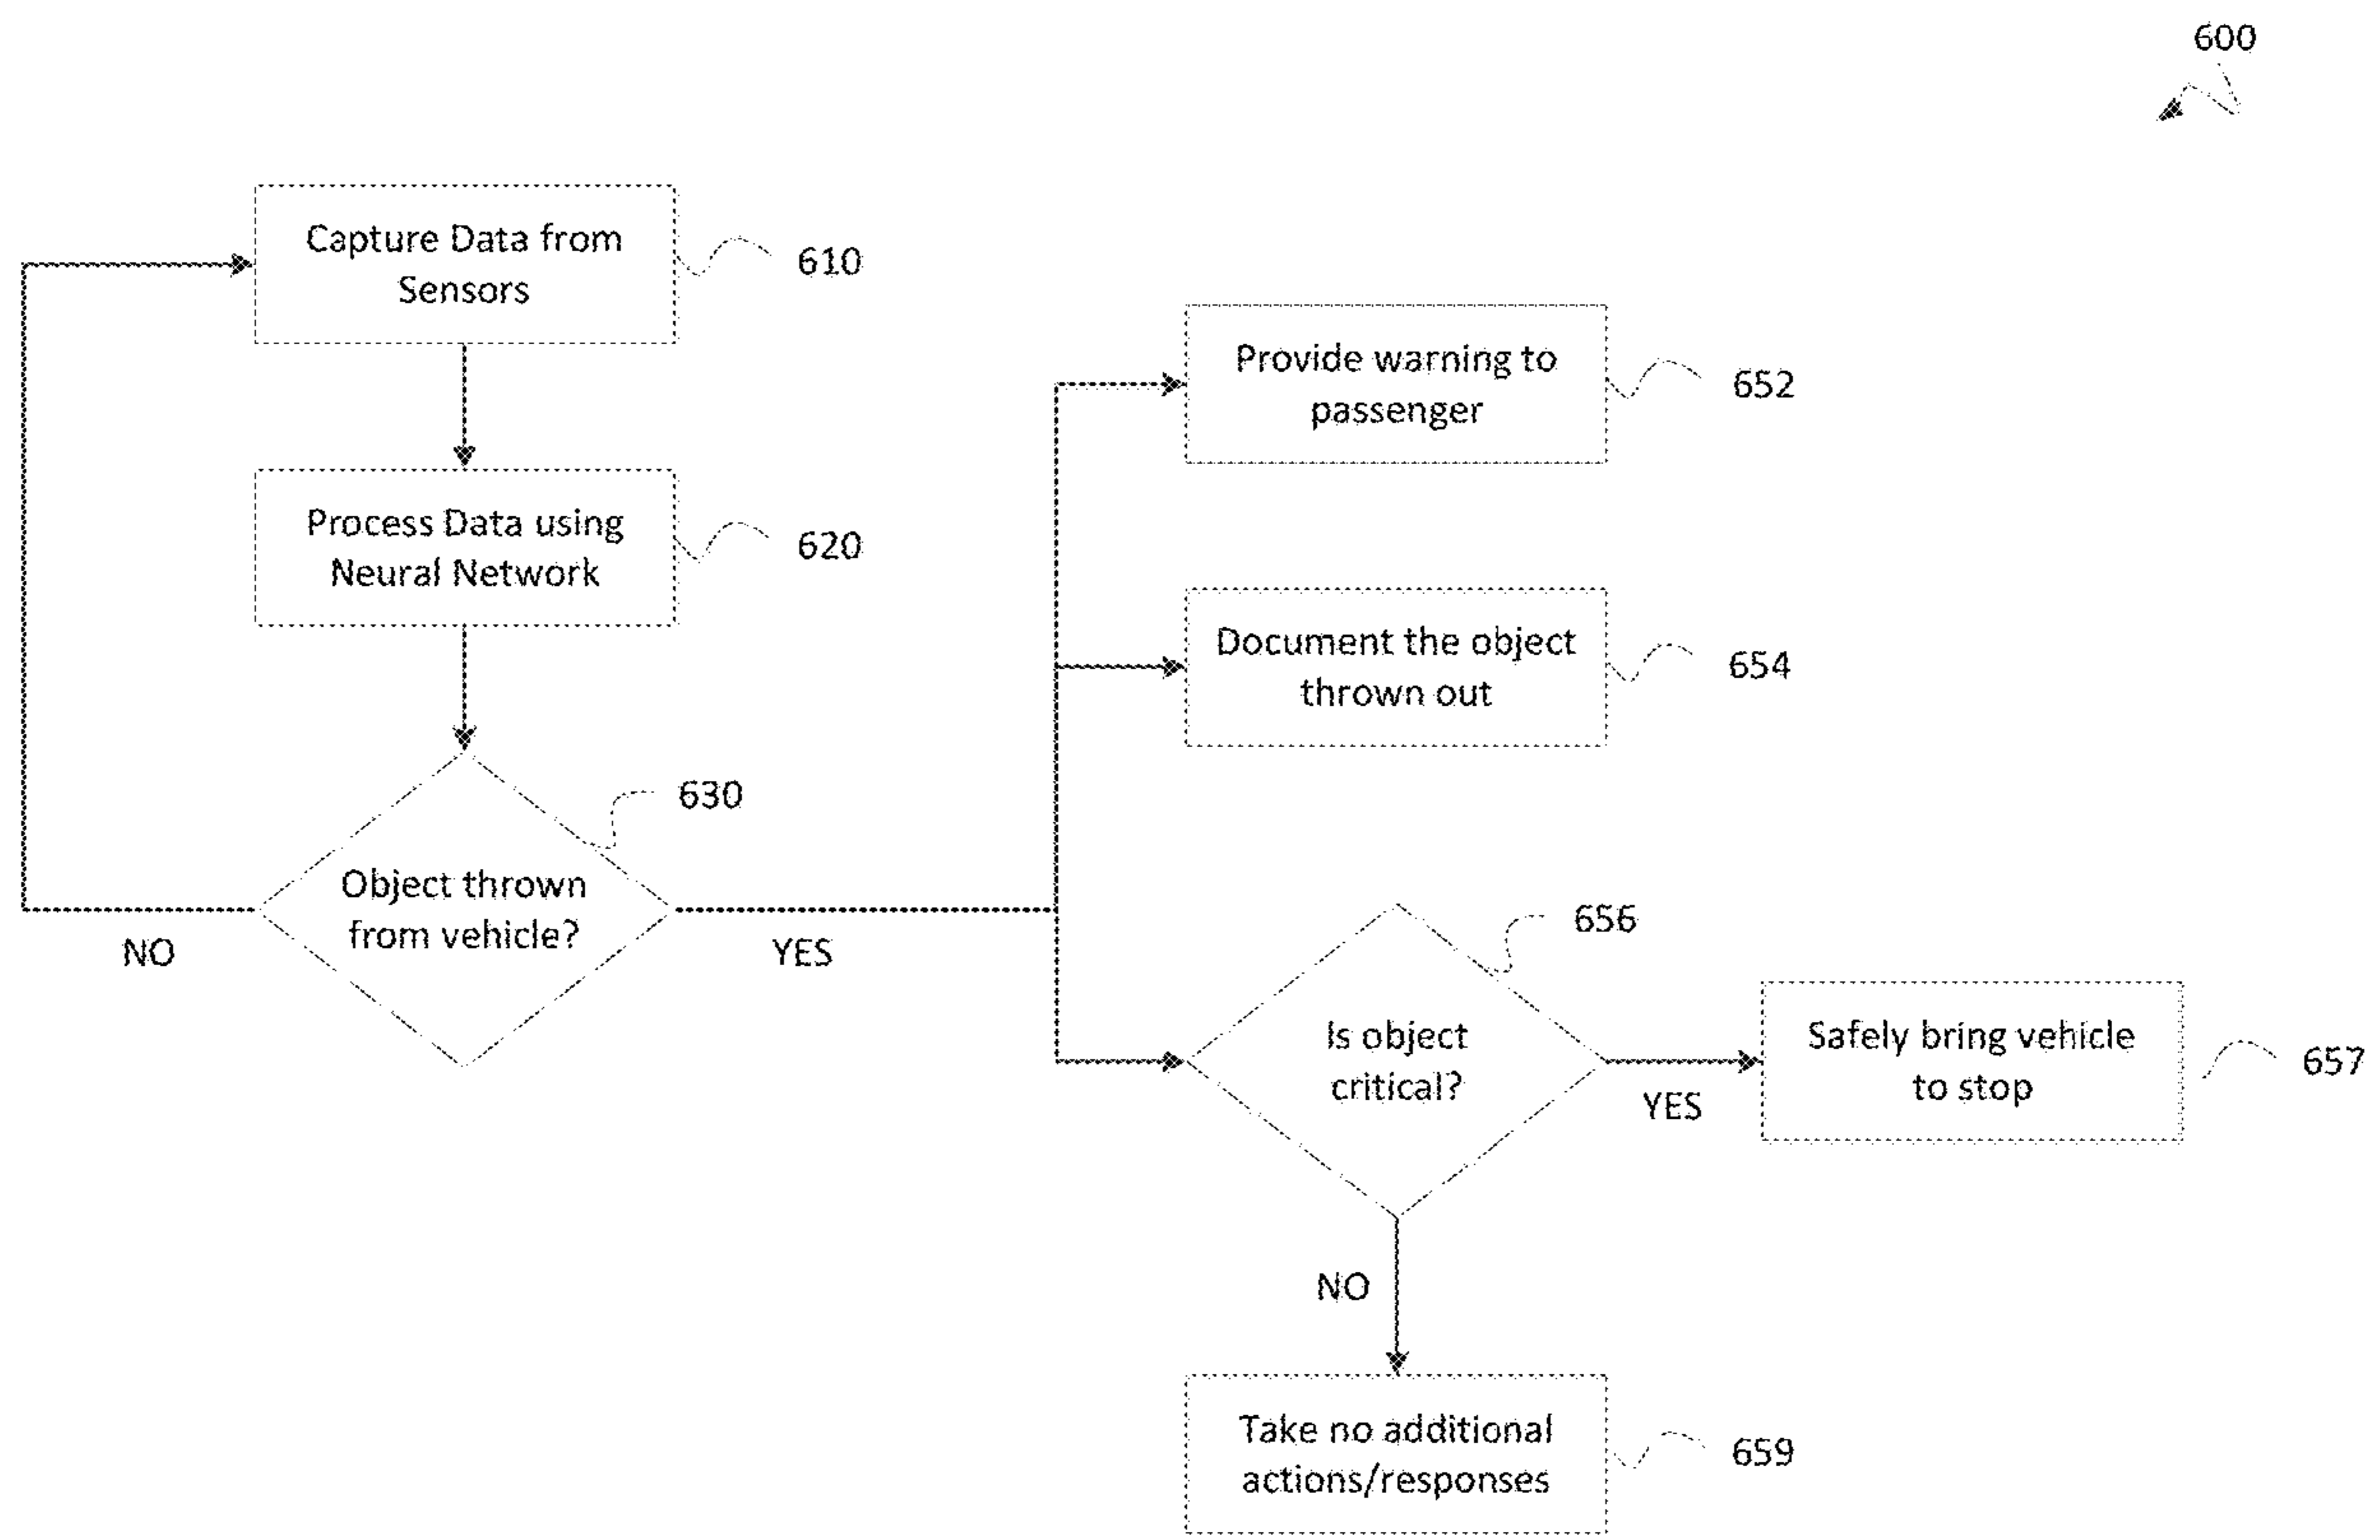 600
Capture Data from
Sensors
610
Process Data using
Neural Network
620
630
Object thrown
from vehicle?
NO
YES
Provide warning to
passenger
652
Document the object
thrown out
654
656
Is object
critical?
YES
Safely bring vehicle
to stop
657
NO
Take no additional
actions/responses
659